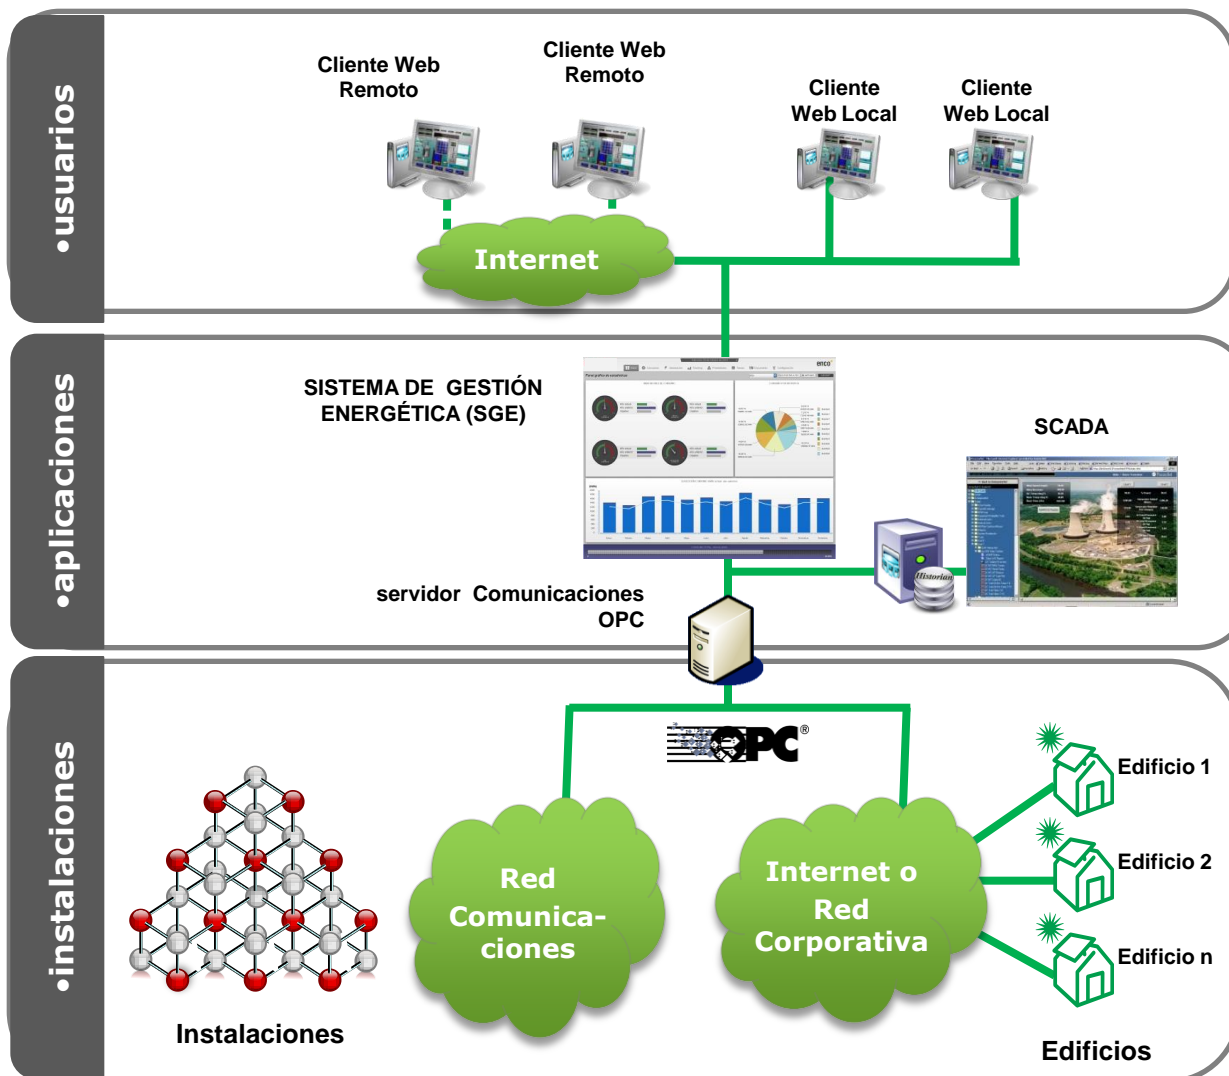 •usuarios
Cliente Web
Remoto
Cliente Web
Remoto
Cliente
Web Local
Cliente
Web Local
Internet
•aplicaciones
SISTEMA DE GESTIÓN
ENERGÉTICA (SGE)
enco
SCADA
Historian
servidor Comunicaciones
OPC
•instalaciones
OPC®
Edificio 1
Edificio 2
Edificio n
Red
Comunica-
ciones
Internet o
Red
Corporativa
Instalaciones
Edificios